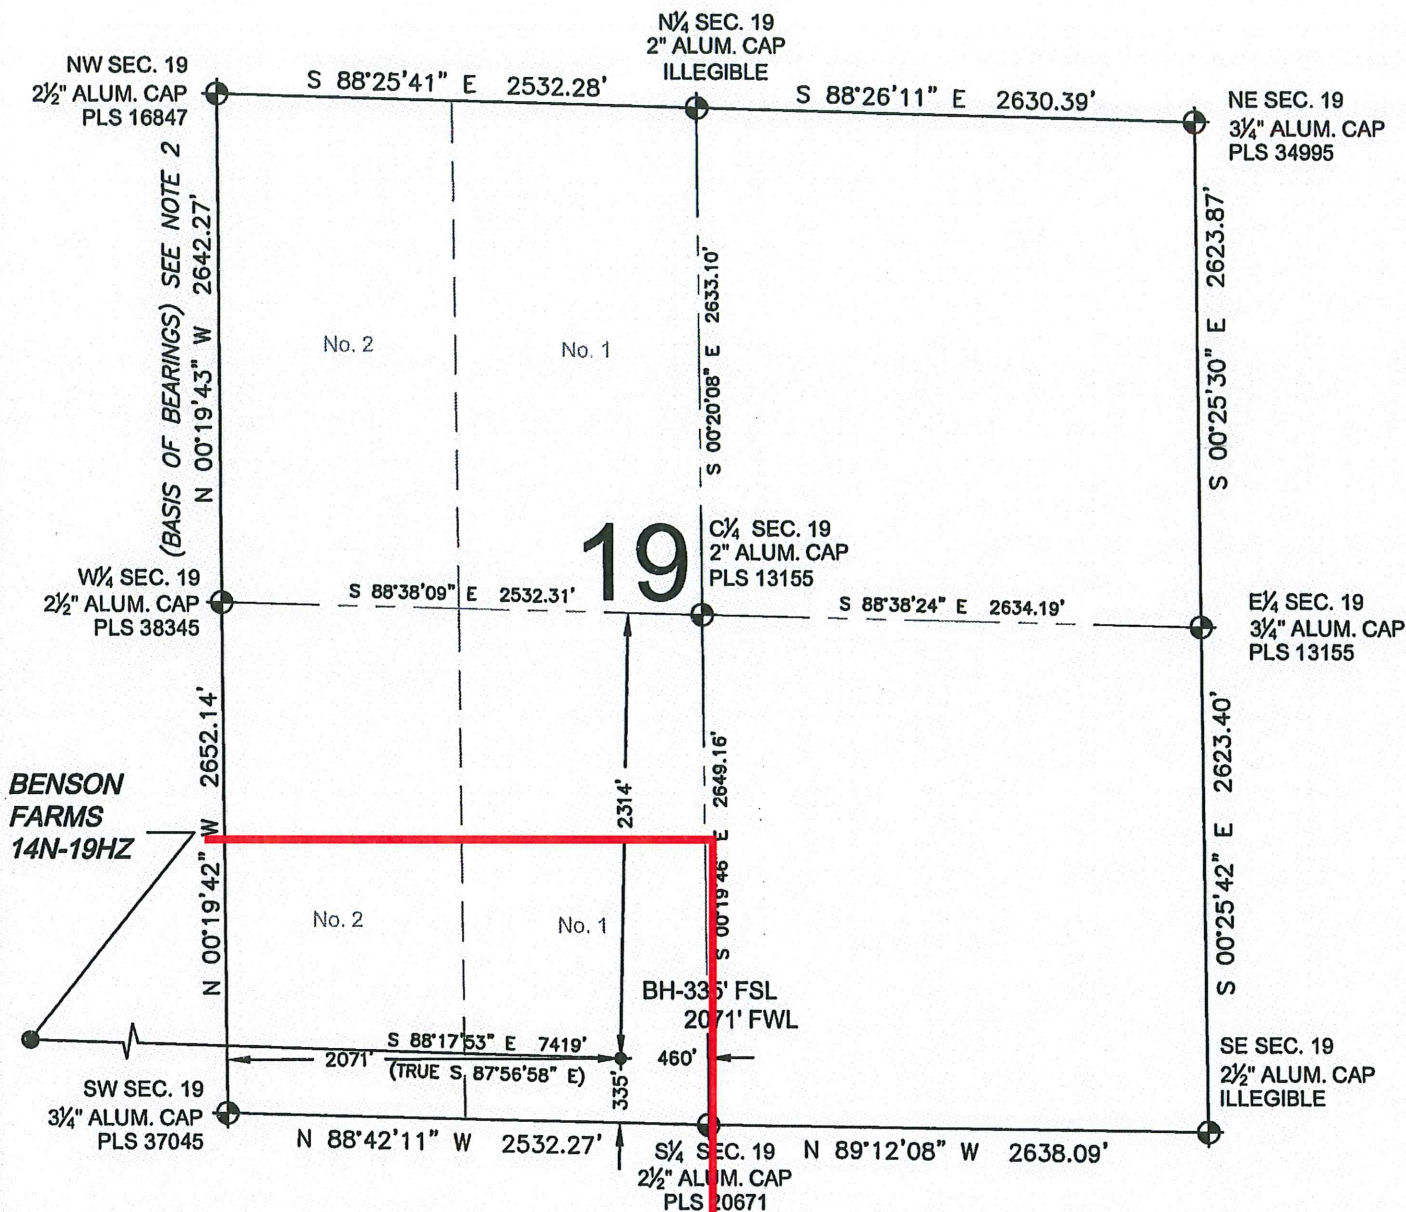 N¼ SEC. 19
2" ALUM. CAP
ILLEGIBLE
NW SEC. 19
2½" ALUM. CAP
PLS 16847
S 88°25'41" E 2532.28'
S 88°26'11" E 2630.39'
NE SEC. 19
3¼" ALUM. CAP
PLS 34995
(BASIS OF BEARINGS) SEE NOTE 2
N 00°19'43" W 2642.27'
S 00°20'08" E 2633.10'
S 00°25'30" E 2623.87'
No. 2
No. 1
19
C¼ SEC. 19
2" ALUM. CAP
PLS 13155
W¼ SEC. 19
2½" ALUM. CAP
PLS 38345
S 88°38'09" E 2532.31'
S 88°38'24" E 2634.19'
E¼ SEC. 19
3¼" ALUM. CAP
PLS 13155
BENSON
FARMS
14N-19HZ
N 00°19'42" W 2652.14'
2314'
S 00°19'46" E 2649.16'
S 00°25'42" E 2623.40'
No. 2
No. 1
BH-335' FSL
2071' FWL
S 88°17'53" E 7419'
2071'
(TRUE S 87°56'58" E)
460'
335'
SW SEC. 19
3¼" ALUM. CAP
PLS 37045
N 88°42'11" W 2532.27'
S¼ SEC. 19
2½" ALUM. CAP
PLS 20671
N 89°12'08" W 2638.09'
SE SEC. 19
2½" ALUM. CAP
ILLEGIBLE